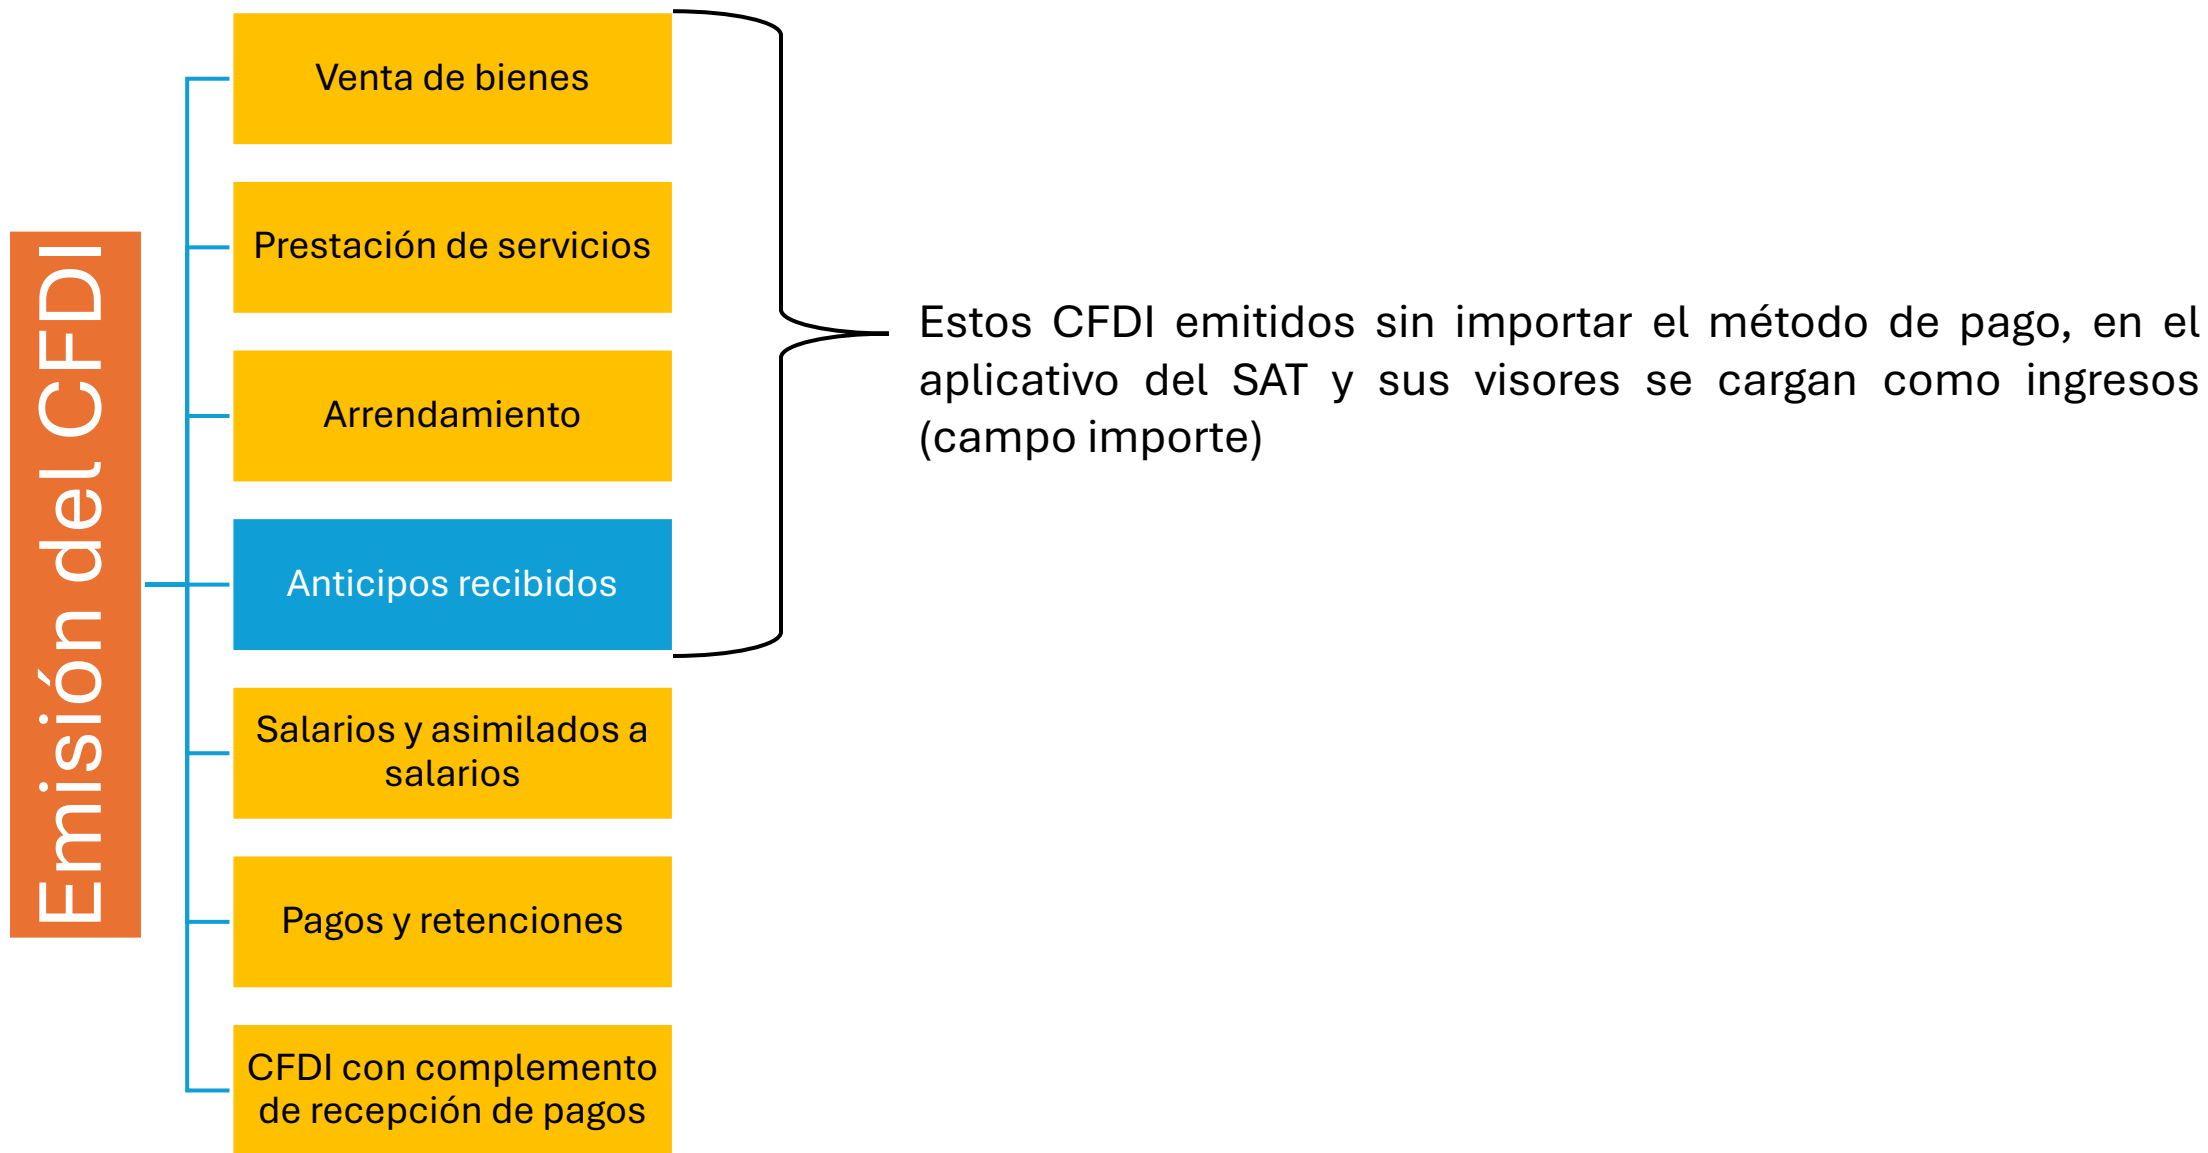 Emisión del CFDI
Venta de bienes
Prestación de servicios
Arrendamiento
Anticipos recibidos
Salarios y asimilados a
salarios
Pagos y retenciones
CFDI con complemento
de recepción de pagos
Estos CFDI emitidos sin importar el método de pago, en el
aplicativo del SAT y sus visores se cargan como ingresos
(campo importe)